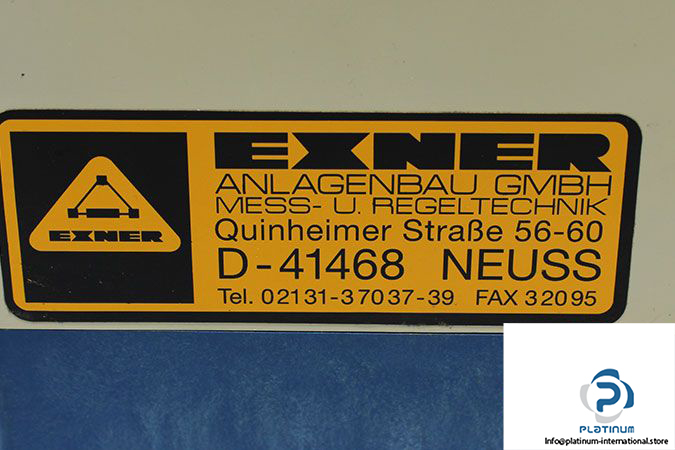 EXNER
EXNER
ANLAGENBAU GMBH
MESS- U. REGELTECHNIK
Quinheimer Straße 56-60
D-41468 NEUSS
Tel. 02131-37037-39 FAX 32095
PLATINUM
Info@platinum-international.store